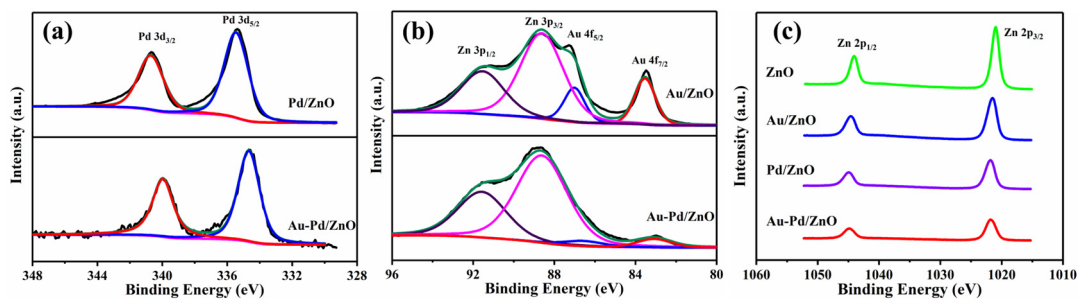 (a)
Pd 3d3/2
Pd 3d5/2
Pd/ZnO
Au-Pd/ZnO
Intensity (a.u.)
348 344 340 336 332 328
Binding Energy (eV)
(b)
Zn 3p1/2
Zn 3p3/2
Au 4f5/2
Au 4f7/2
Au/ZnO
Au-Pd/ZnO
Intensity (a.u.)
96 92 88 84 80
Binding Energy (eV)
(c)
Zn 2p1/2
Zn 2p3/2
ZnO
Au/ZnO
Pd/ZnO
Au-Pd/ZnO
Intensity (a.u.)
1060 1050 1040 1030 1020 1010
Binding Energy (eV)